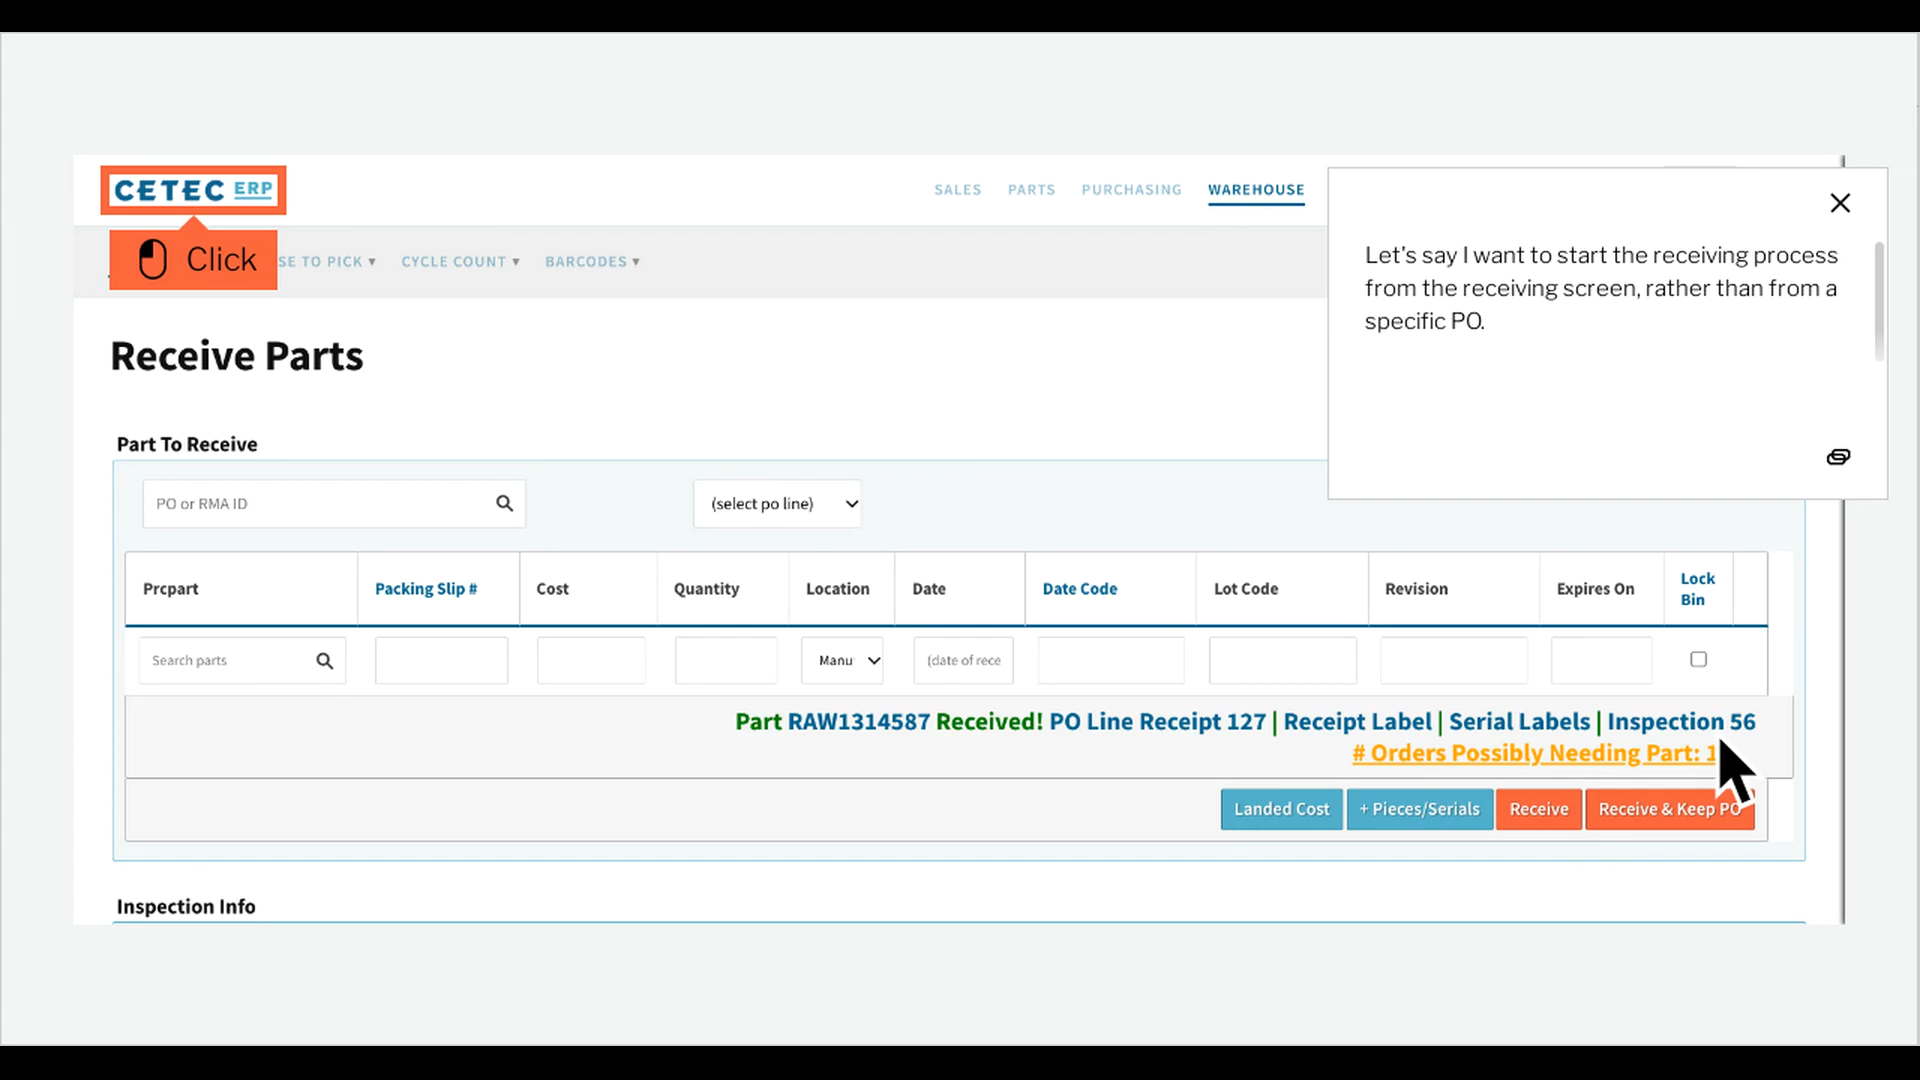 CETEC ERP
SALES PARTS PURCHASING WAREHOUSE
Click
SE TO PICK ▾ CYCLE COUNT ▾ BARCODES ▾
Let's say I want to start the receiving process
from the receiving screen, rather than from a
specific PO.
Receive Parts
Part To Receive
PO or RMA ID
(select po line)
Prcpart Packing Slip # Cost Quantity Location Date Date Code Lot Code Revision Expires On Lock Bin
Search parts Manu (date of rece
Part RAW1314587 Received! PO Line Receipt 127 | Receipt Label | Serial Labels | Inspection 56
# Orders Possibly Needing Part: 1
Landed Cost + Pieces/Serials Receive Receive & Keep PO
Inspection Info